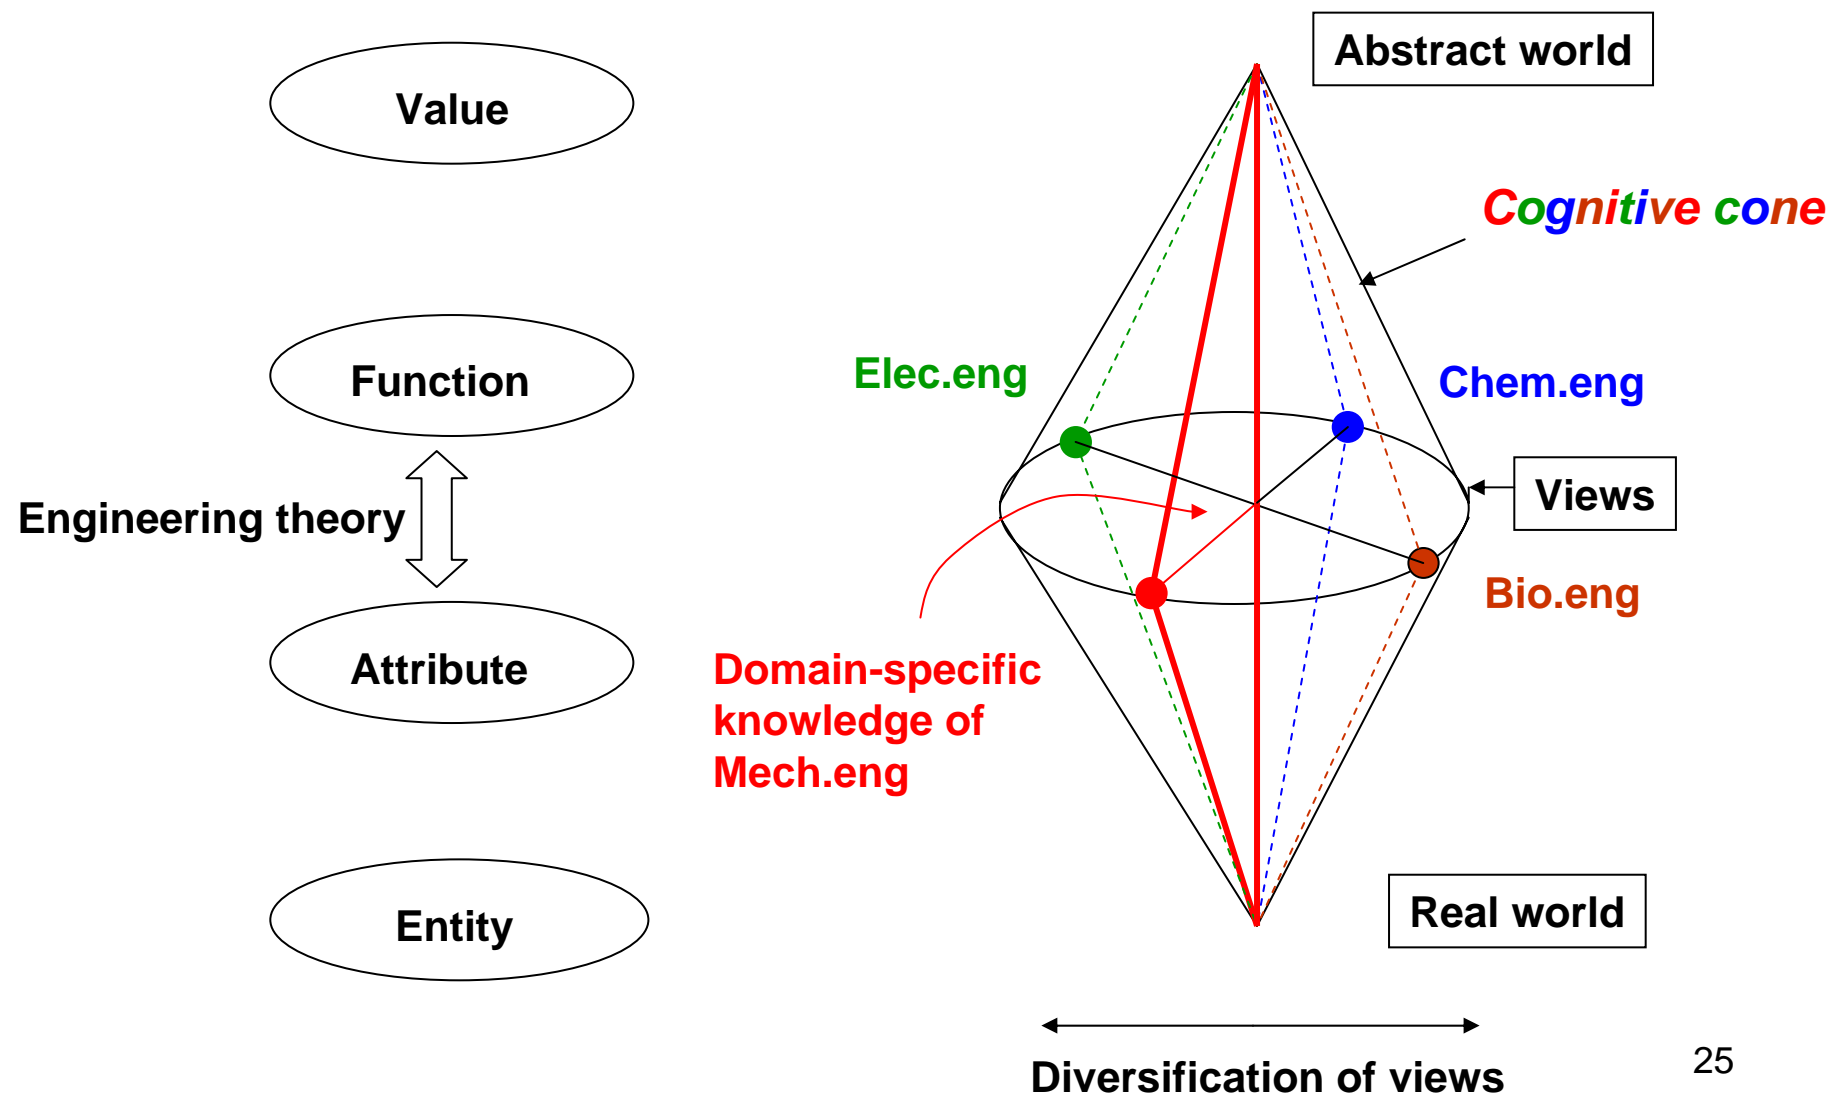 Abstract world
Value
Cognitive cone
Function
Elec.eng
Chem.eng
Engineering theory
Views
Bio.eng
Attribute
Domain-specific
knowledge of
Mech.eng
Entity
Real world
Diversification of views
25